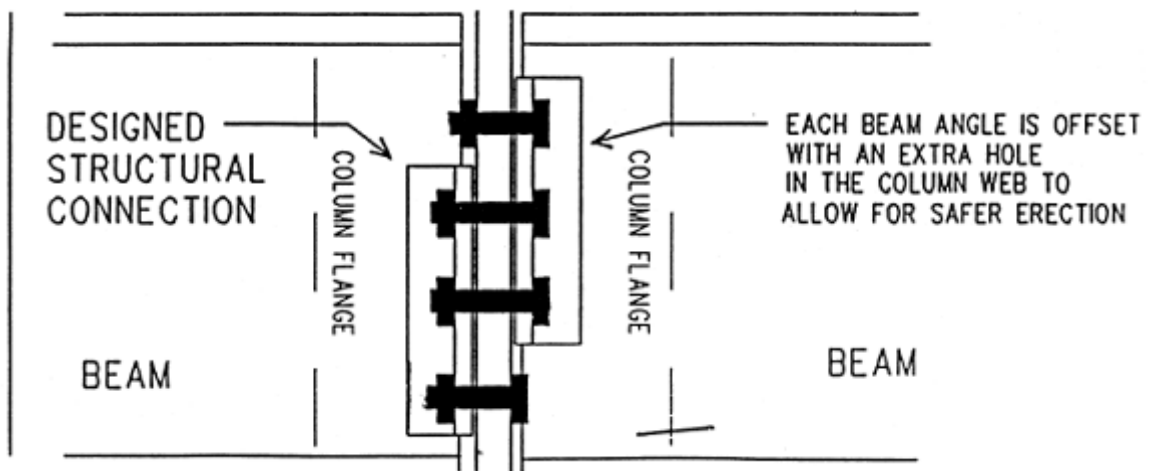 DESIGNED
STRUCTURAL
CONNECTION
COLUMN FLANGE
COLUMN FLANGE
EACH BEAM ANGLE IS OFFSET
WITH AN EXTRA HOLE
IN THE COLUMN WEB TO
ALLOW FOR SAFER ERECTION
BEAM
BEAM